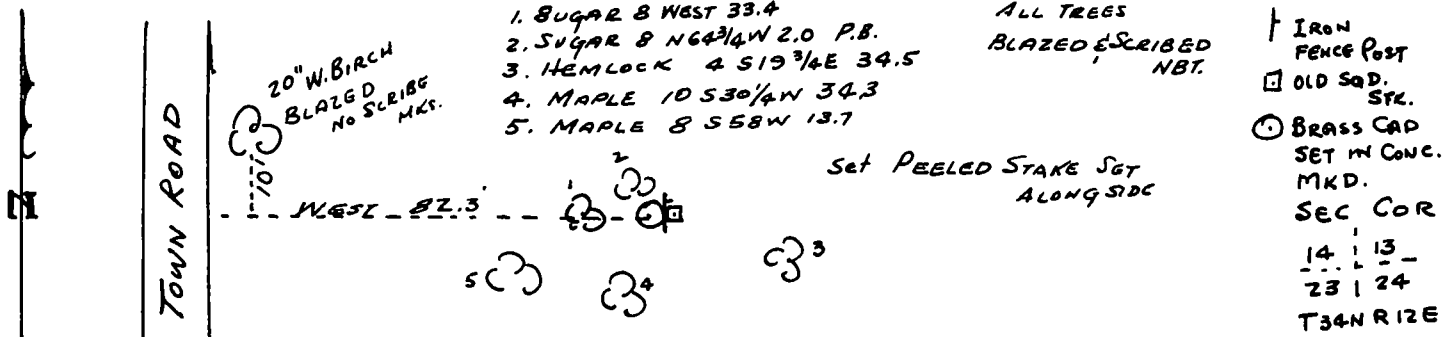 1. SUGAR 8 WEST 33.4
2. SUGAR 8 N64 3/4W 2.0 P.B.
3. HEMLOCK 4 S19 3/4E 34.5
4. MAPLE 10 S30 1/4W 34.3
5. MAPLE 8 S58W 13.7
ALL TREES
BLAZED & SCRIBED
NBT.
IRON
FENCE POST
OLD SQD.
STK.
BRASS CAP
SET IN CONC.
MKD.
SEC COR
14 13
23 24
T34N R12E
20" W. BIRCH
BLAZED
NO SCRIBE
MKS.
10'
TOWN ROAD
N
WEST 82.3'
1
2
3
4
5
Set PEELED STAKE SET
ALONGSIDE